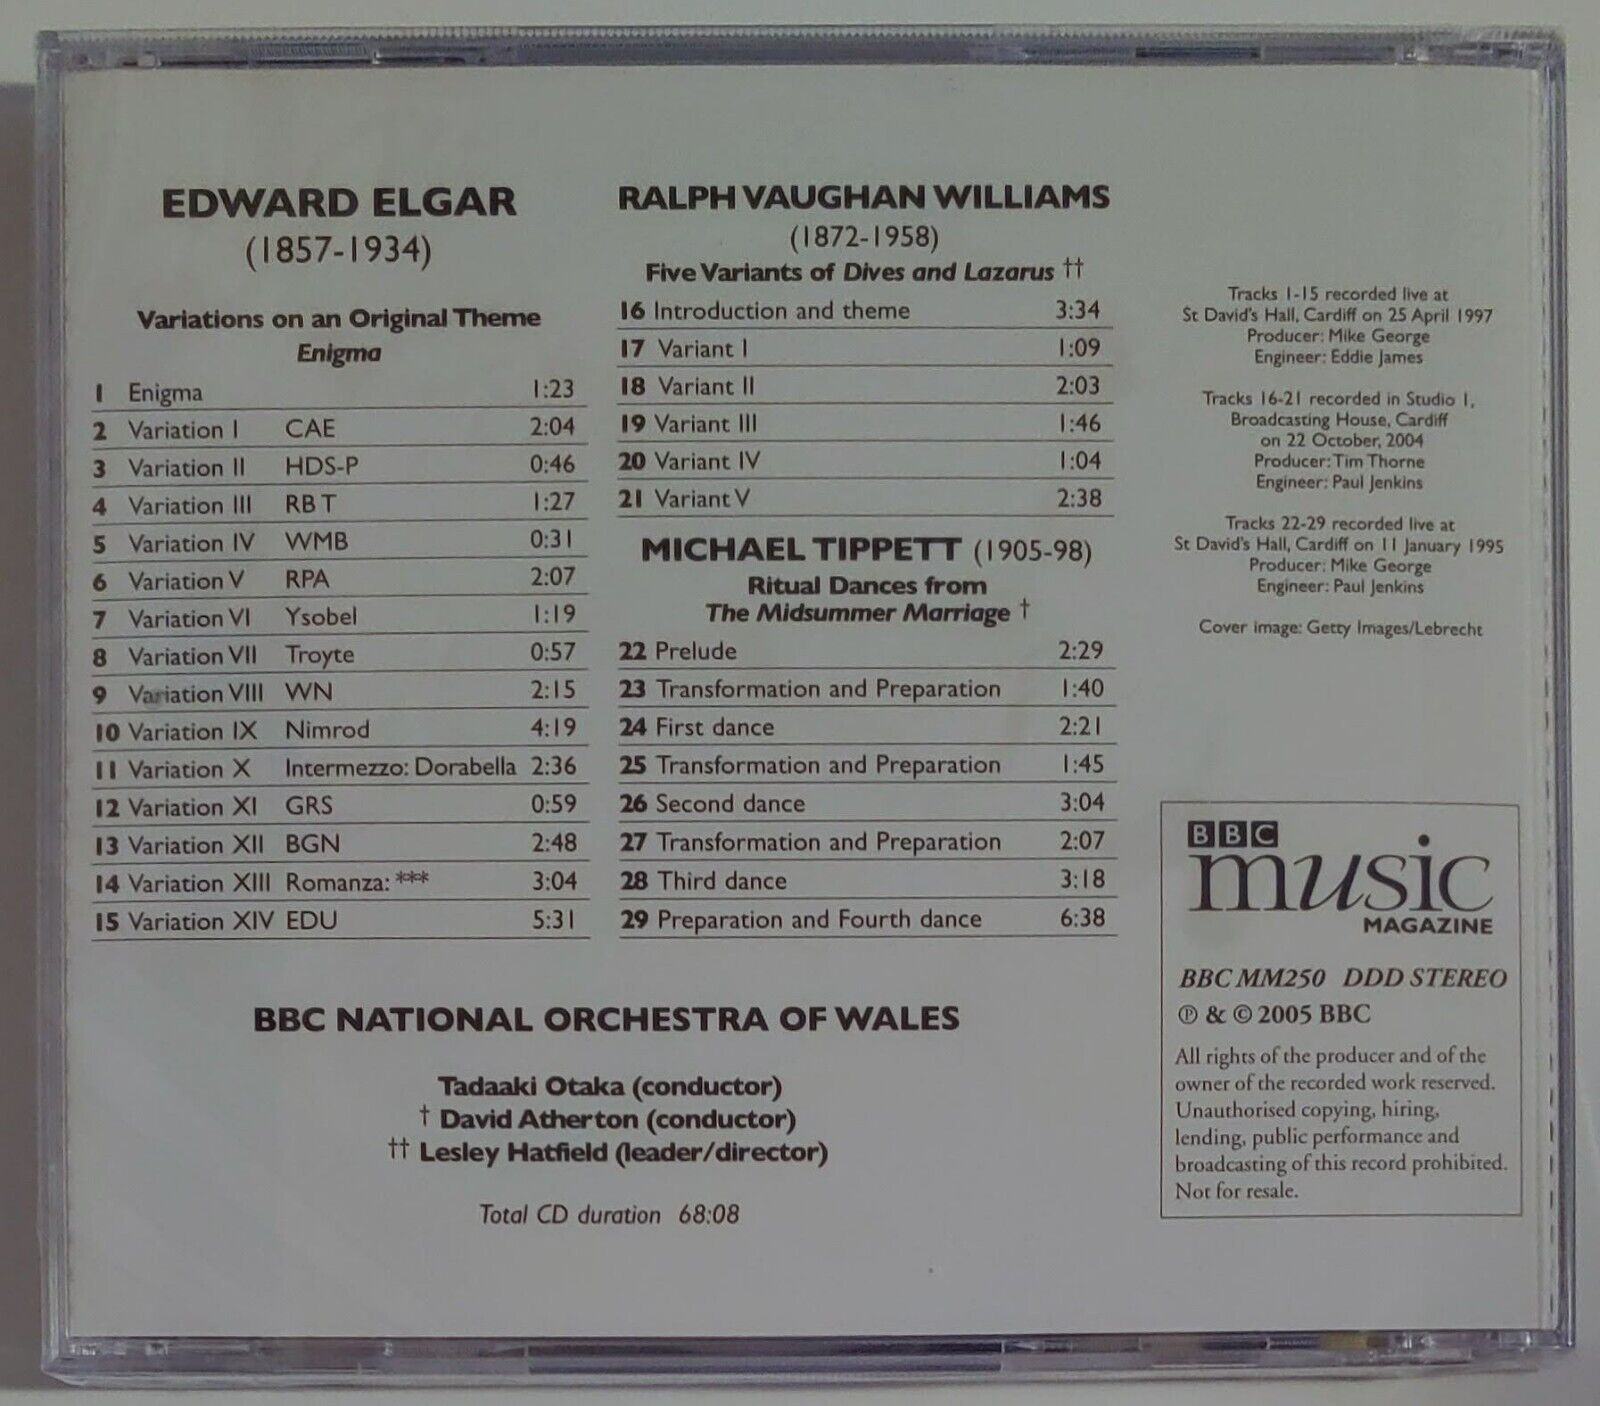 EDWARD ELGAR
(1857-1934)
Variations on an Original Theme
Enigma
1 Enigma 1:23
2 Variation I CAE 2:04
3 Variation II HDS-P 0:46
4 Variation III RBT 1:27
5 Variation IV WMB 0:31
6 Variation V RPA 2:07
7 Variation VI Ysobel 1:19
8 Variation VII Troyte 0:57
9 Variation VIII WN 2:15
10 Variation IX Nimrod 4:19
11 Variation X Intermezzo: Dorabella 2:36
12 Variation XI GRS 0:59
13 Variation XII BGN 2:48
14 Variation XIII Romanza: *** 3:04
15 Variation XIV EDU 5:31
RALPH VAUGHAN WILLIAMS
(1872-1958)
Five Variants of Dives and Lazarus ††
16 Introduction and theme 3:34
17 Variant I 1:09
18 Variant II 2:03
19 Variant III 1:46
20 Variant IV 1:04
21 Variant V 2:38
MICHAEL TIPPETT (1905-98)
Ritual Dances from
The Midsummer Marriage †
22 Prelude 2:29
23 Transformation and Preparation 1:40
24 First dance 2:21
25 Transformation and Preparation 1:45
26 Second dance 3:04
27 Transformation and Preparation 2:07
28 Third dance 3:18
29 Preparation and Fourth dance 6:38
BBC NATIONAL ORCHESTRA OF WALES
Tadaaki Otaka (conductor)
† David Atherton (conductor)
†† Lesley Hatfield (leader/director)
Total CD duration 68:08
Tracks 1-15 recorded live at
St David's Hall, Cardiff on 25 April 1997
Producer: Mike George
Engineer: Eddie James
Tracks 16-21 recorded in Studio 1,
Broadcasting House, Cardiff
on 22 October, 2004
Producer: Tim Thorne
Engineer: Paul Jenkins
Tracks 22-29 recorded live at
St David's Hall, Cardiff on 11 January 1995
Producer: Mike George
Engineer: Paul Jenkins
Cover image: Getty Images/Lebrecht
BBC
music
MAGAZINE
BBC MM250 DDD STEREO
℗ & © 2005 BBC
All rights of the producer and of the
owner of the recorded work reserved.
Unauthorised copying, hiring,
lending, public performance and
broadcasting of this record prohibited.
Not for resale.